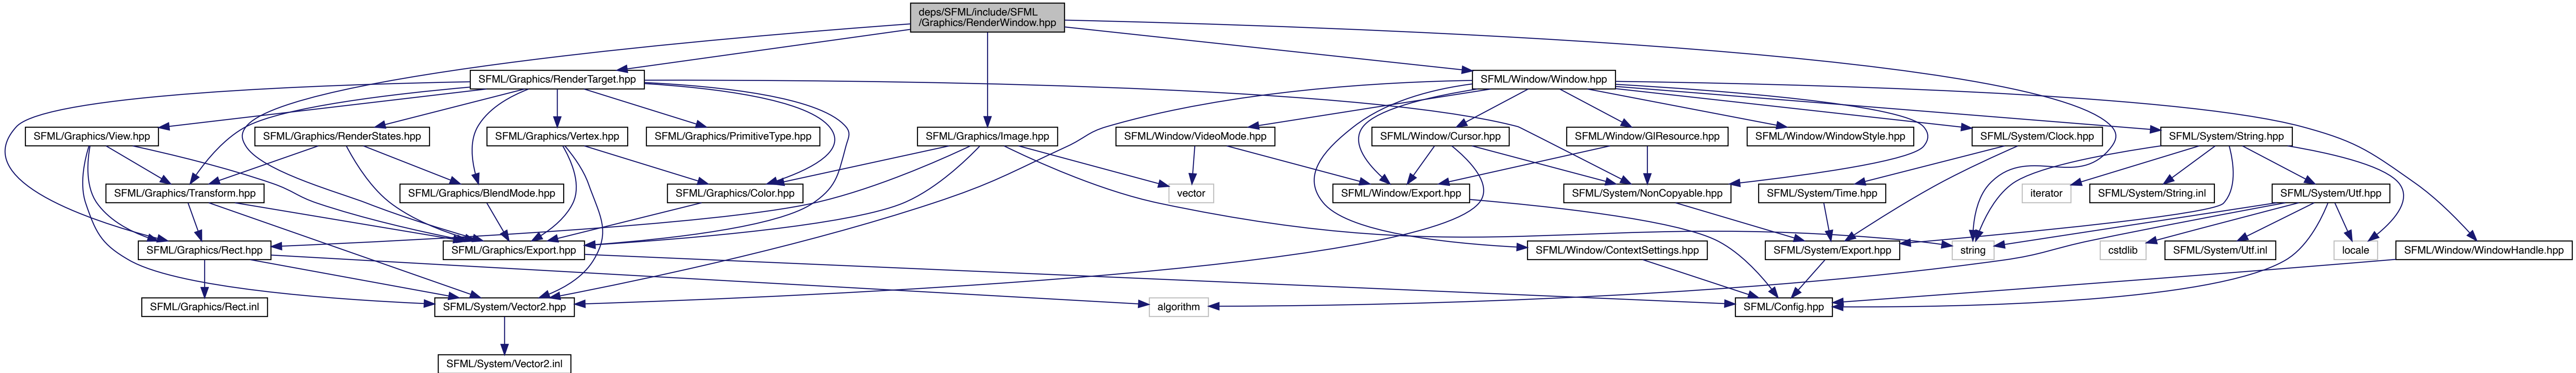 deps/SFML/include/SFML
/Graphics/RenderWindow.hpp
SFML/Graphics/RenderTarget.hpp
SFML/Window/Window.hpp
SFML/Graphics/View.hpp
SFML/Graphics/RenderStates.hpp
SFML/Graphics/Vertex.hpp
SFML/Graphics/PrimitiveType.hpp
SFML/Graphics/Image.hpp
SFML/Window/VideoMode.hpp
SFML/Window/Cursor.hpp
SFML/Window/GlResource.hpp
SFML/Window/WindowStyle.hpp
SFML/System/Clock.hpp
SFML/System/String.hpp
SFML/Graphics/Transform.hpp
SFML/Graphics/BlendMode.hpp
SFML/Graphics/Color.hpp
vector
SFML/Window/Export.hpp
SFML/System/NonCopyable.hpp
SFML/System/Time.hpp
iterator
SFML/System/String.inl
SFML/System/Utf.hpp
SFML/Graphics/Rect.hpp
SFML/Graphics/Export.hpp
SFML/Window/ContextSettings.hpp
SFML/System/Export.hpp
string
cstdlib
SFML/System/Utf.inl
locale
SFML/Window/WindowHandle.hpp
SFML/Graphics/Rect.inl
SFML/System/Vector2.hpp
algorithm
SFML/Config.hpp
SFML/System/Vector2.inl